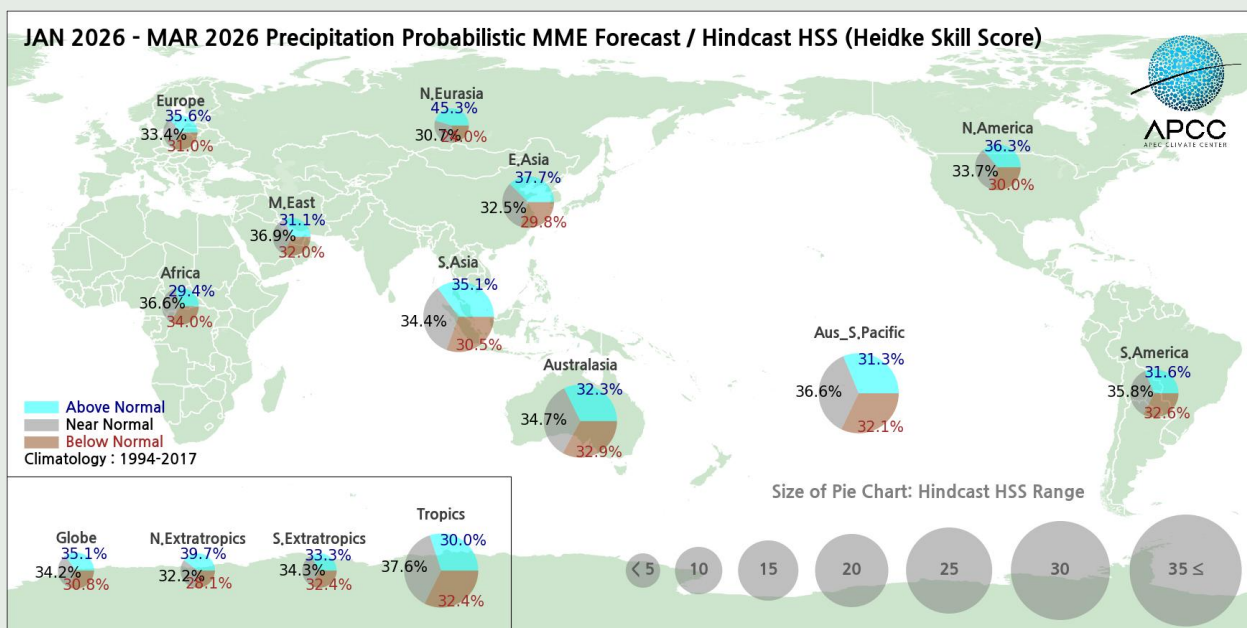 JAN 2026 - MAR 2026 Precipitation Probabilistic MME Forecast / Hindcast HSS (Heidke Skill Score)
APCC
APEC CLIMATE CENTER
Europe
35.6%
33.4%
31.0%
N.Eurasia
45.3%
30.7%
N.America
36.3%
33.7%
30.0%
E.Asia
37.7%
32.5%
29.8%
M.East
31.1%
36.9%
32.0%
Africa
29.4%
36.6%
34.0%
S.Asia
35.1%
34.4%
30.5%
Aus_S.Pacific
31.3%
36.6%
32.1%
S.America
31.6%
35.8%
32.6%
Australasia
32.3%
34.7%
32.9%
Above Normal
Near Normal
Below Normal
Climatology : 1994-2017
Globe
35.1%
34.2%
30.8%
N.Extratropics
39.7%
32.2%
28.1%
S.Extratropics
33.3%
34.3%
32.4%
Tropics
30.0%
37.6%
32.4%
Size of Pie Chart: Hindcast HSS Range
< 5 10 15 20 25 30 35 ≤